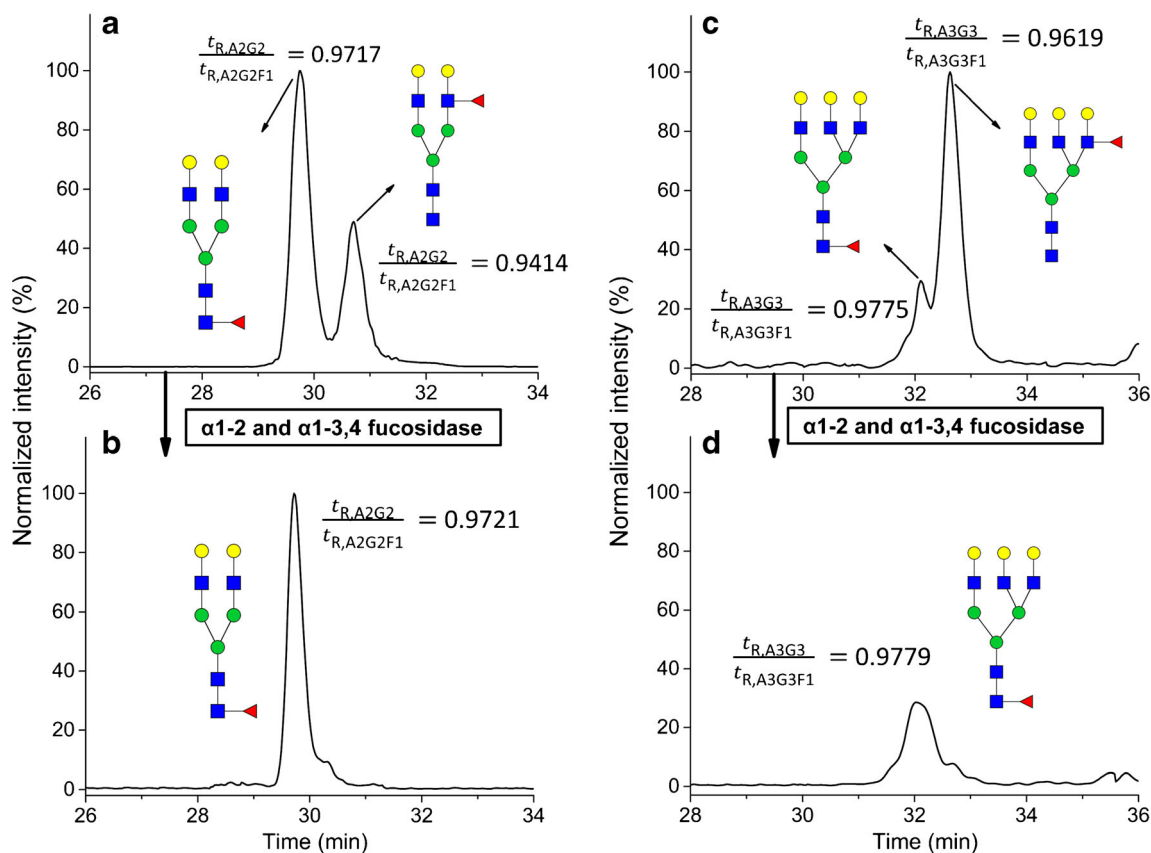 a
t_R,A2G2 / t_R,A2G2F1 = 0.9717
t_R,A2G2 / t_R,A2G2F1 = 0.9414
100
80
60
40
20
0
26 28 30 32 34
Normalized intensity (%)
c
t_R,A3G3 / t_R,A3G3F1 = 0.9619
t_R,A3G3 / t_R,A3G3F1 = 0.9775
100
80
60
40
20
0
28 30 32 34 36
Normalized intensity (%)
α1-2 and α1-3,4 fucosidase
α1-2 and α1-3,4 fucosidase
b
t_R,A2G2 / t_R,A2G2F1 = 0.9721
100
80
60
40
20
0
26 28 30 32 34
Time (min)
Normalized intensity (%)
d
t_R,A3G3 / t_R,A3G3F1 = 0.9779
100
80
60
40
20
0
28 30 32 34 36
Time (min)
Normalized intensity (%)